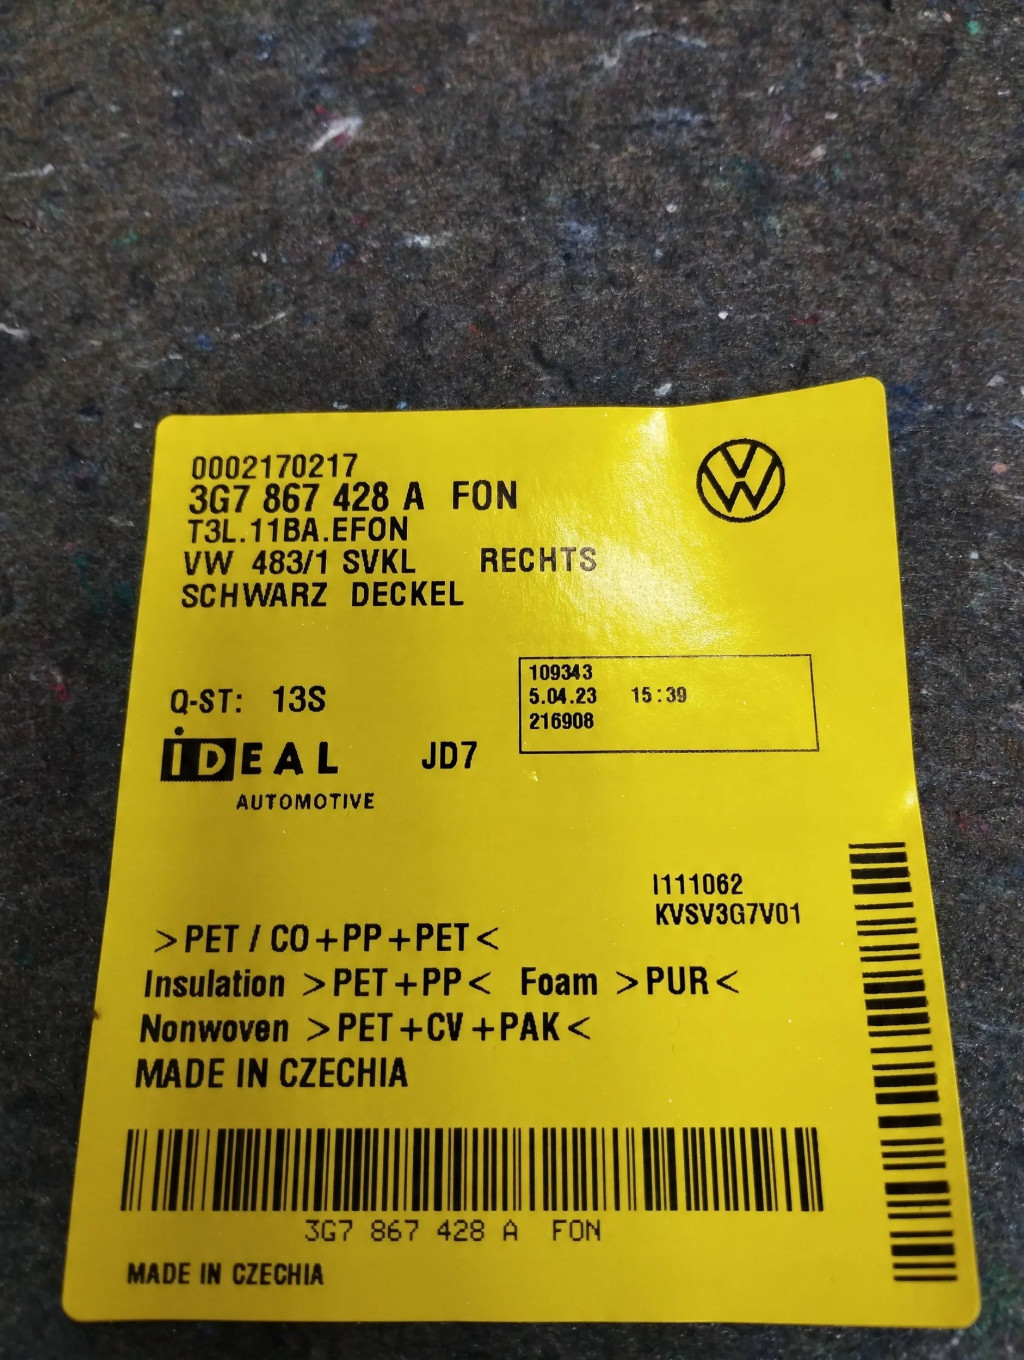 0002170217
3G7 867 428 A FON
T3L.11BA.EFON
VW 483/1 SVKL RECHTS
SCHWARZ DECKEL
109343
5.04.23 15:39
216908
Q-ST: 13S
iDEAL JD7
AUTOMOTIVE
I111062
KVSV3G7V01
>PET / CO+PP+PET<
Insulation >PET+PP< Foam >PUR<
Nonwoven >PET+CV+PAK<
MADE IN CZECHIA
3G7 867 428 A FON
MADE IN CZECHIA